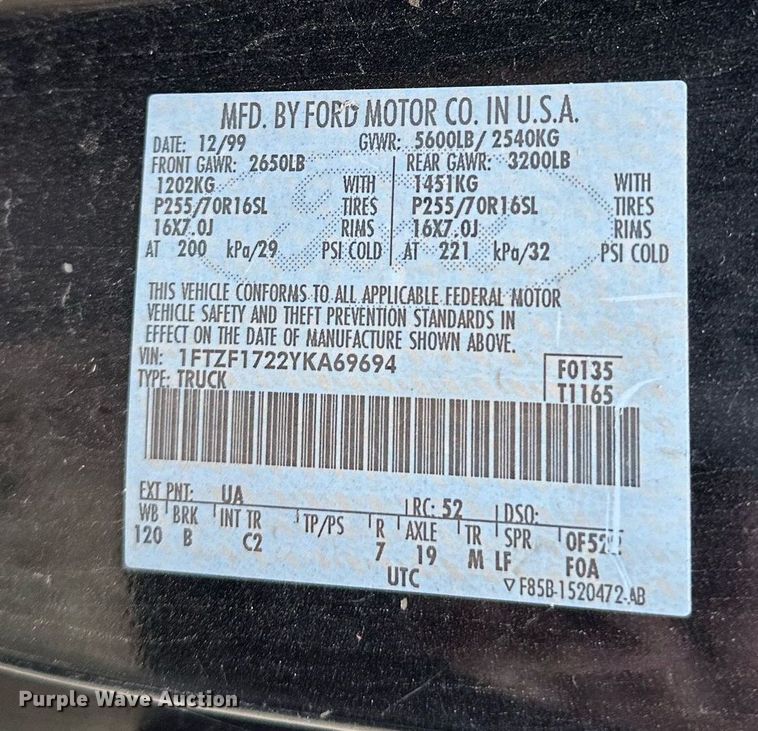 MFD. BY FORD MOTOR CO. IN U.S.A.
DATE: 12/99 GVWR: 5600LB/ 2540KG
FRONT GAWR: 2650LB REAR GAWR: 3200LB
1202KG WITH 1451KG WITH
P255/70R16SL TIRES P255/70R16SL TIRES
16X7.0J RIMS 16X7.0J RIMS
AT 200 kPa/29 PSI COLD AT 221 kPa/32 PSI COLD
THIS VEHICLE CONFORMS TO ALL APPLICABLE FEDERAL MOTOR
VEHICLE SAFETY AND THEFT PREVENTION STANDARDS IN
EFFECT ON THE DATE OF MANUFACTURE SHOWN ABOVE.
VIN: 1FTZF1722YKA69694 F0135
TYPE: TRUCK T1165
EXT PNT: UA RC: 52 DSO:
WB BRK INT TR TP/PS R AXLE TR SPR
120 B C2 7 19 M LF F0A
UTC ▽ F85B-1520472-AB
Purple Wave Auction